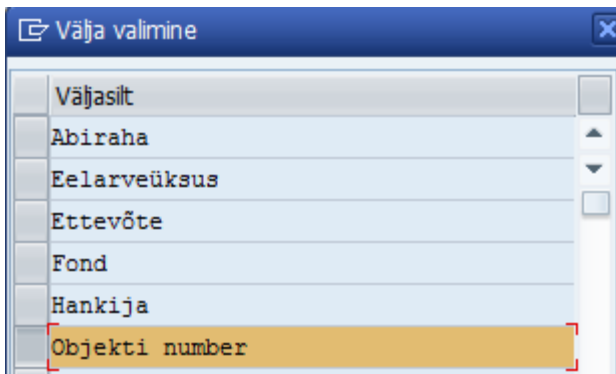 Välja valimine
Väljasilt
Abiraha
Eelarveüksus
Ettevõte
Fond
Hankija
Objekti number